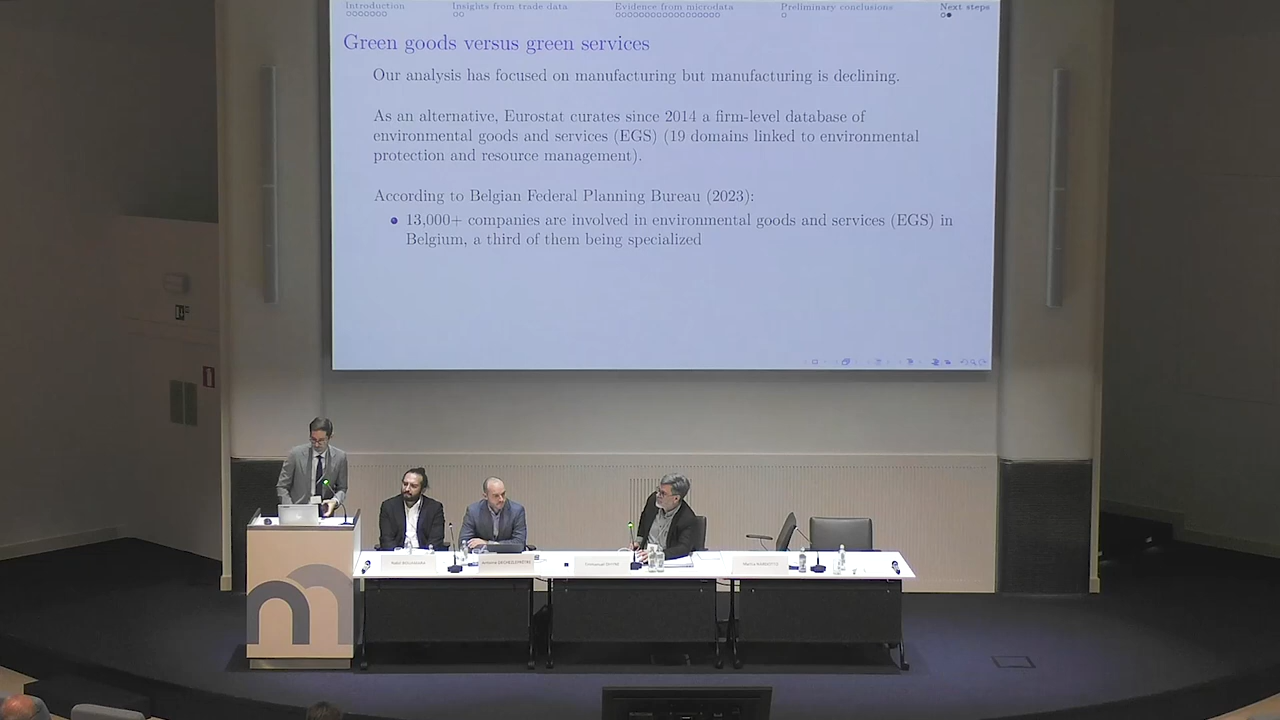 Introduction
Insights from trade data
Evidence from microdata
Preliminary conclusions
Next steps
Green goods versus green services
Our analysis has focused on manufacturing but manufacturing is declining.
As an alternative, Eurostat curates since 2014 a firm-level database of
environmental goods and services (EGS) (19 domains linked to environmental
protection and resource management).
According to Belgian Federal Planning Bureau (2023):
13,000+ companies are involved in environmental goods and services (EGS) in
Belgium, a third of them being specialized